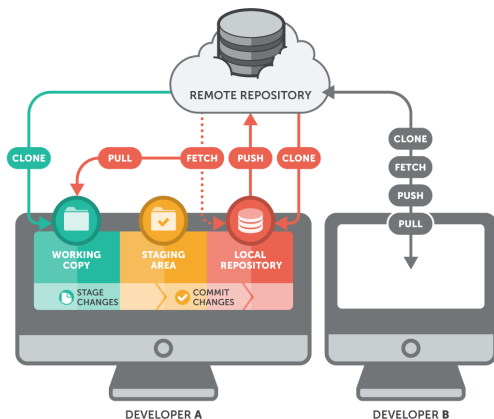 REMOTE REPOSITORY
CLONE
PULL
FETCH
PUSH
CLONE
CLONE
FETCH
PUSH
PULL
WORKING
COPY
STAGING
AREA
LOCAL
REPOSITORY
STAGE
CHANGES
COMMIT
CHANGES
DEVELOPER A
DEVELOPER B